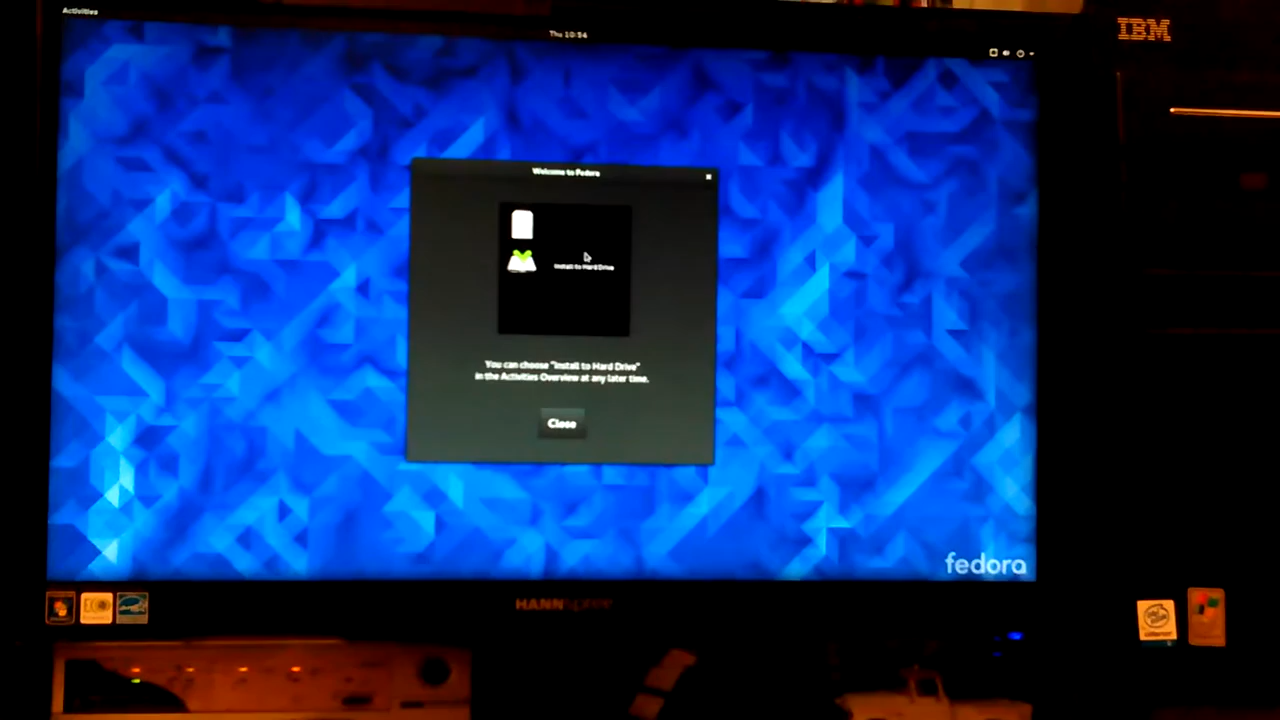 Activities
Thu 10:54
IBM
Welcome to Fedora
Install to Hard Drive
You can choose "Install to Hard Drive"
in the Activities Overview at any later time.
Close
fedora
HANNspree